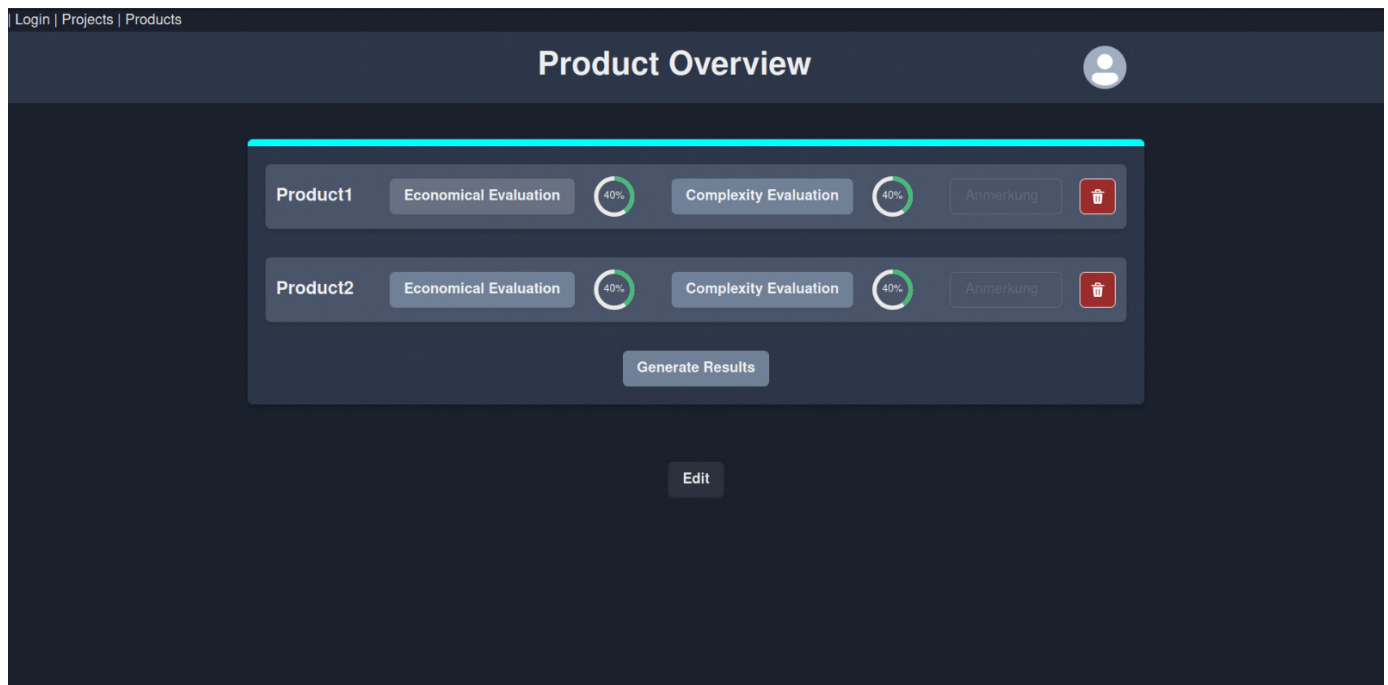 | Login | Projects | Products
Product Overview
Product1 Economical Evaluation 40% Complexity Evaluation 40% Anmerkung
Product2 Economical Evaluation 40% Complexity Evaluation 40% Anmerkung
Generate Results
Edit